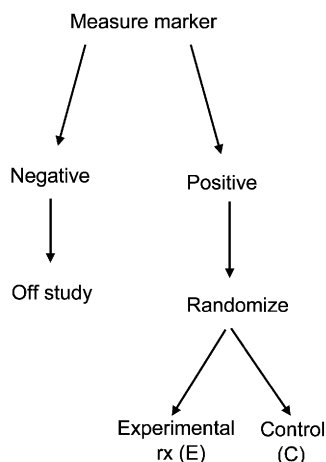 Measure marker
Negative
Positive
Off study
Randomize
Experimental
rx (E)
Control
(C)